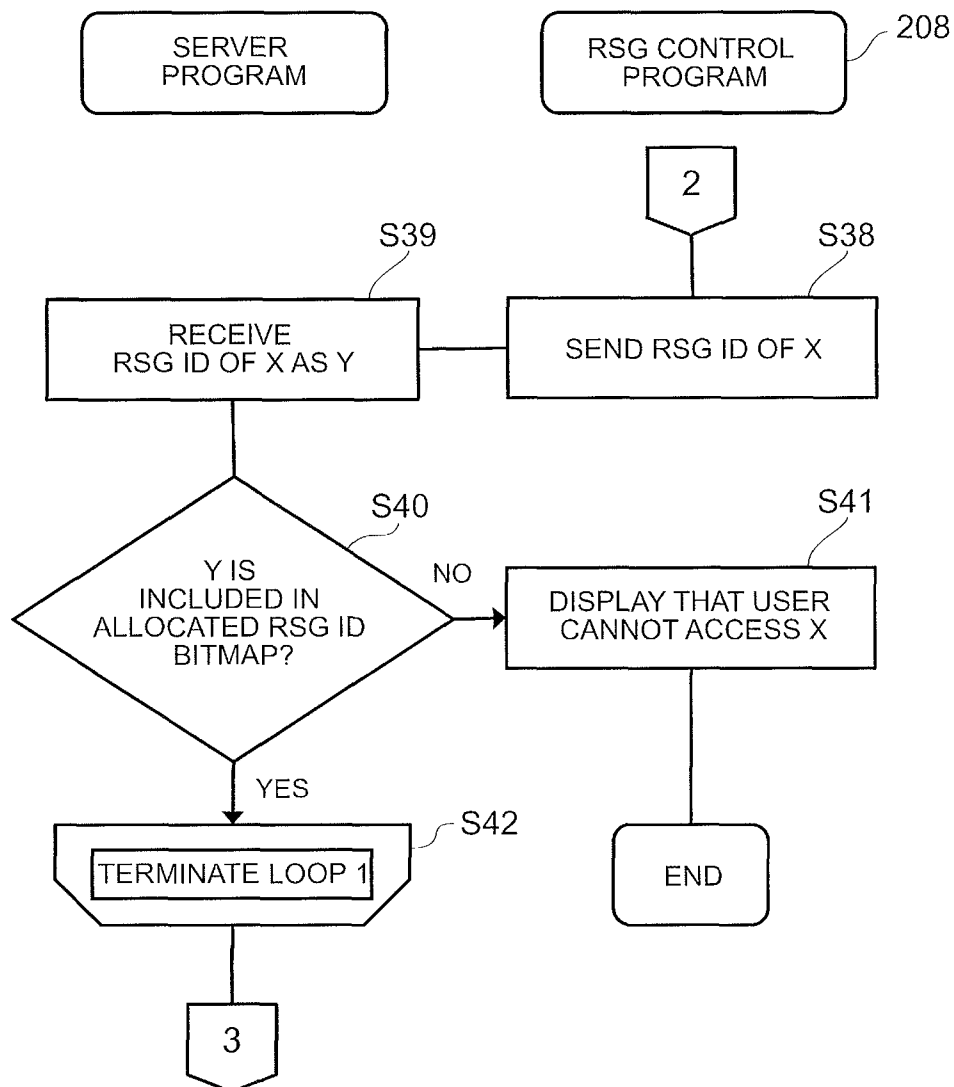 SERVER
PROGRAM
RSG CONTROL
PROGRAM
208
2
S39
S38
RECEIVE
RSG ID OF X AS Y
SEND RSG ID OF X
S40
S41
Y IS
INCLUDED IN
ALLOCATED RSG ID
BITMAP?
NO
DISPLAY THAT USER
CANNOT ACCESS X
YES
S42
TERMINATE LOOP 1
END
3